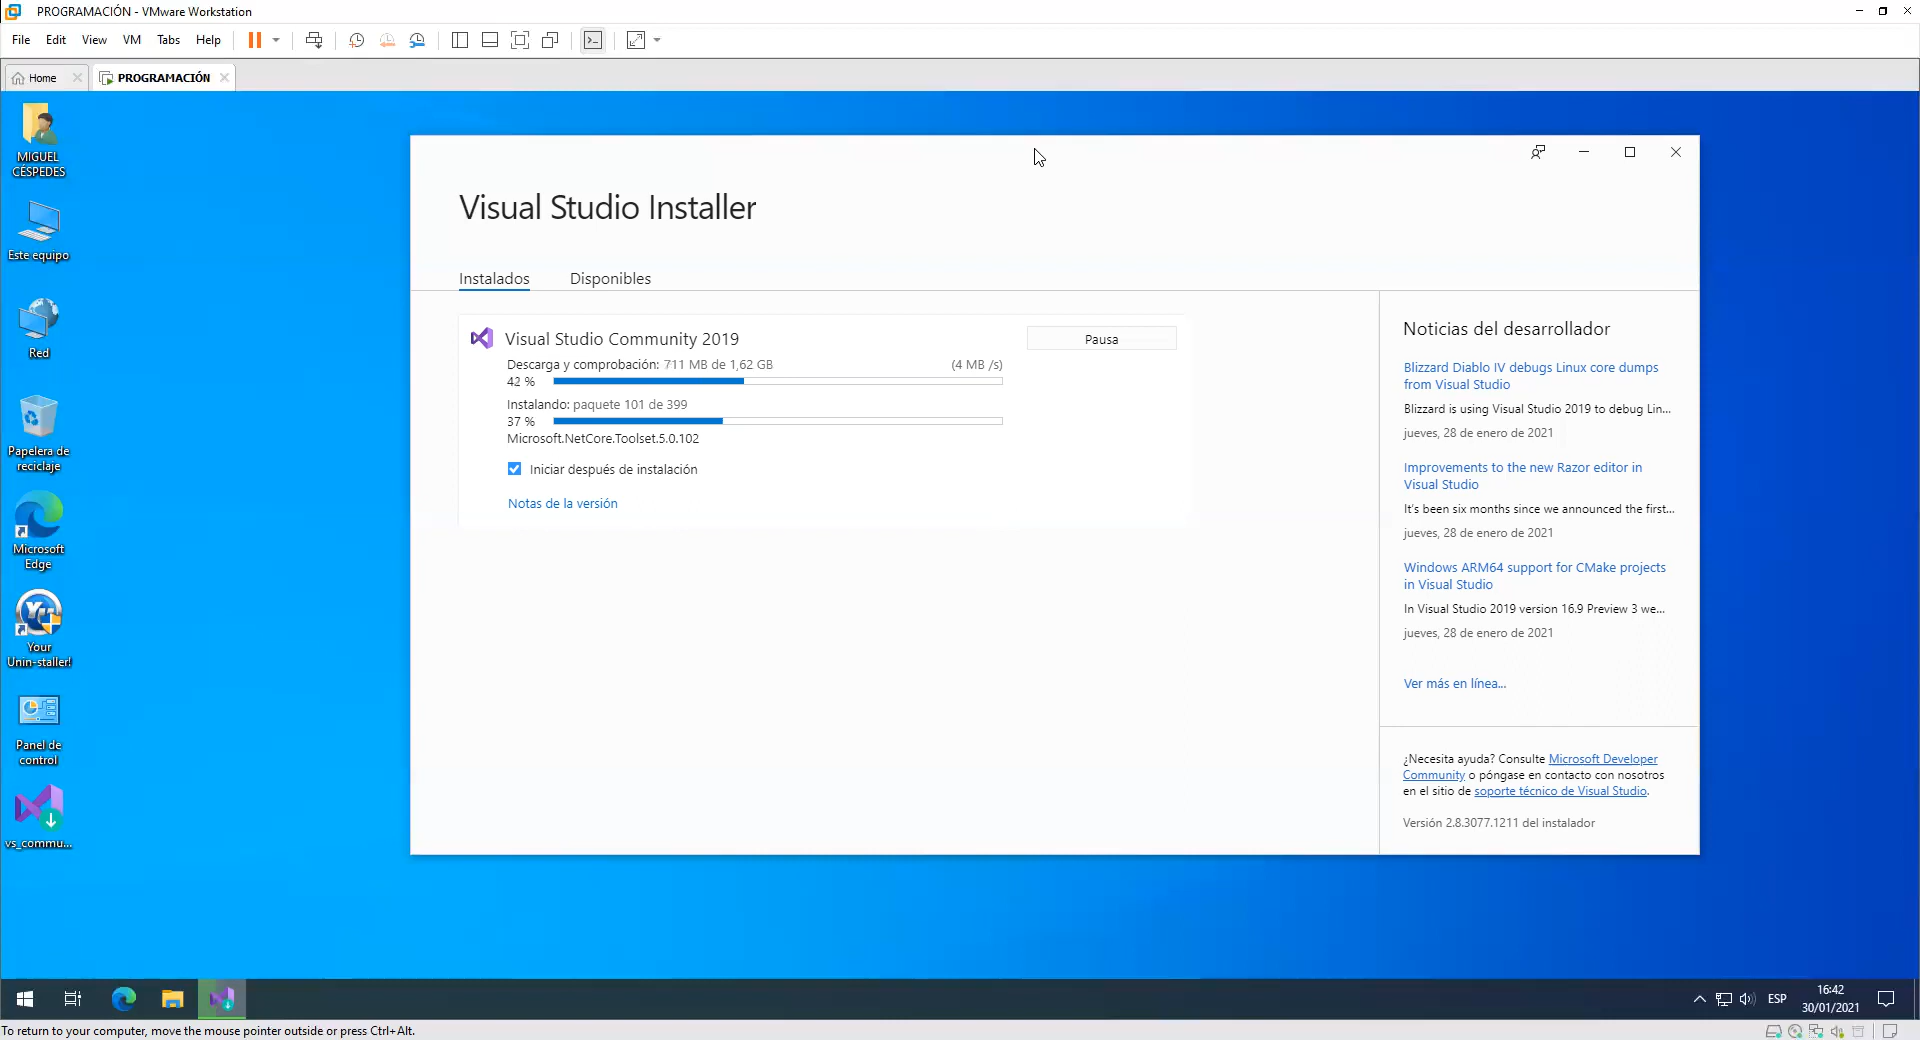 PROGRAMACIÓN - VMware Workstation
File Edit View VM Tabs Help
Home
PROGRAMACIÓN
MIGUEL
CÉSPEDES
Este equipo
Red
Papelera de
reciclaje
Microsoft
Edge
Your
Unin-staller!
Panel de
control
vs_commu...
Visual Studio Installer
Instalados
Disponibles
Visual Studio Community 2019
Pausa
Descarga y comprobación: 711 MB de 1,62 GB
(4 MB /s)
42 %
Instalando: paquete 101 de 399
37 %
Microsoft.NetCore.Toolset.5.0.102
Iniciar después de instalación
Notas de la versión
Noticias del desarrollador
Blizzard Diablo IV debugs Linux core dumps
from Visual Studio
Blizzard is using Visual Studio 2019 to debug Lin...
jueves, 28 de enero de 2021
Improvements to the new Razor editor in
Visual Studio
It's been six months since we announced the first...
jueves, 28 de enero de 2021
Windows ARM64 support for CMake projects
in Visual Studio
In Visual Studio 2019 version 16.9 Preview 3 we...
jueves, 28 de enero de 2021
Ver más en línea...
¿Necesita ayuda? Consulte Microsoft Developer
Community o póngase en contacto con nosotros
en el sitio de soporte técnico de Visual Studio.
Versión 2.8.3077.1211 del instalador
ESP
16:42
30/01/2021
To return to your computer, move the mouse pointer outside or press Ctrl+Alt.